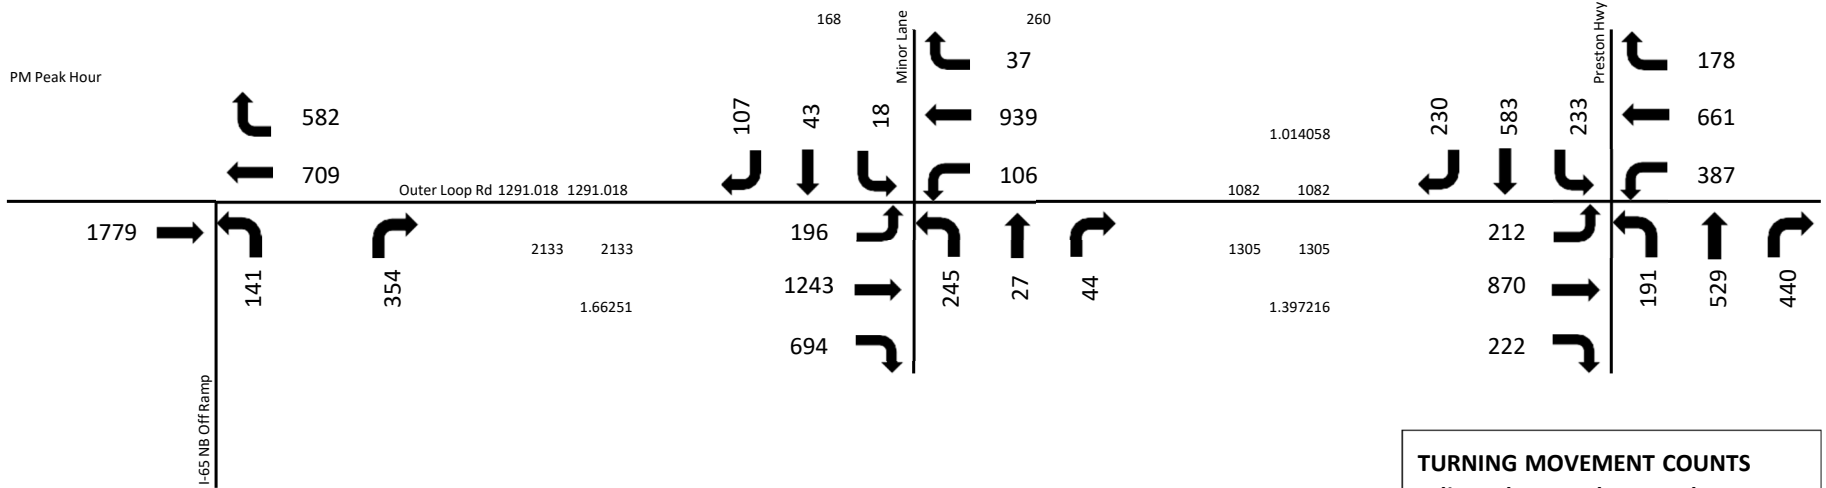 168 260
PM Peak Hour
Minor Lane
Preston Hwy
37
178
582
107 43 18
939
1.014058
230 583 233
661
709
106
387
Outer Loop Rd 1291.018 1291.018
1082 1082
1779
196
212
2133 2133
1305 1305
141 354
1243
245 27 44
870
191 529 440
1.66251
1.397216
694
222
I-65 NB Off Ramp
TURNING MOVEMENT COUNTS